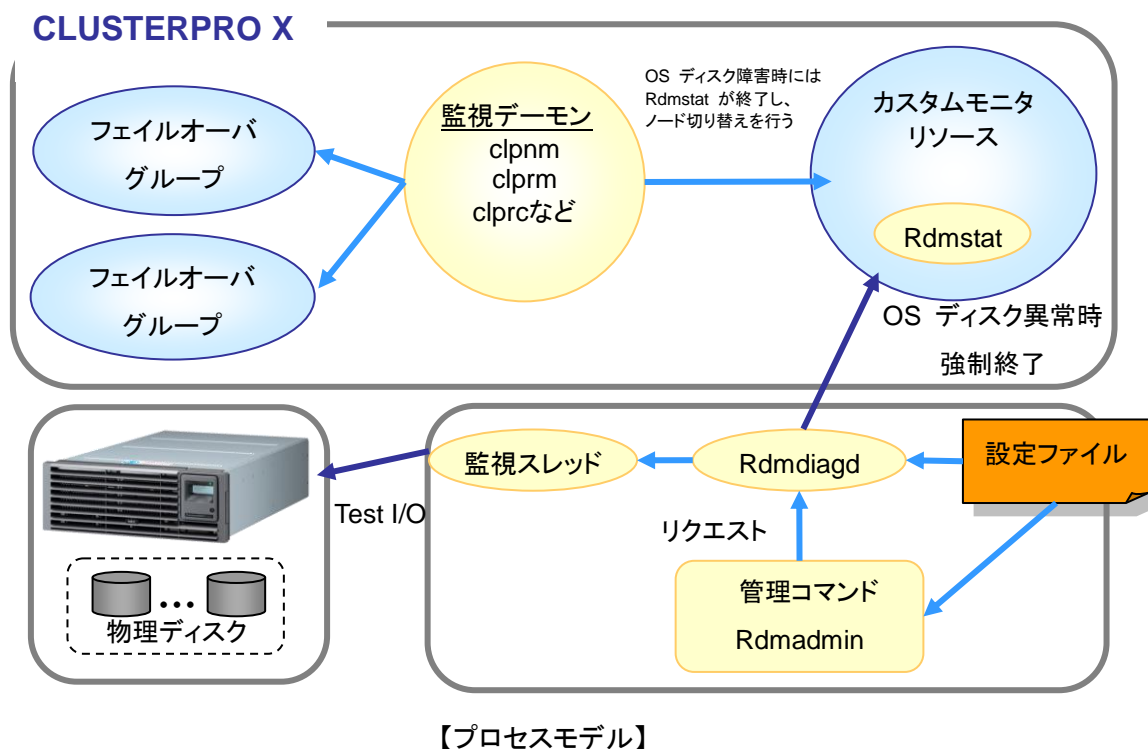 CLUSTERPRO X
フェイルオーバ
グループ
フェイルオーバ
グループ
監視デーモン
clpnm
clprm
clprcなど
OS ディスク障害時には
Rdmstat が終了し、
ノード切り替えを行う
カスタムモニタ
リソース
Rdmstat
OS ディスク異常時
強制終了
物理ディスク
Test I/O
監視スレッド
Rdmdiagd
設定ファイル
リクエスト
管理コマンド
Rdmadmin
【プロセスモデル】